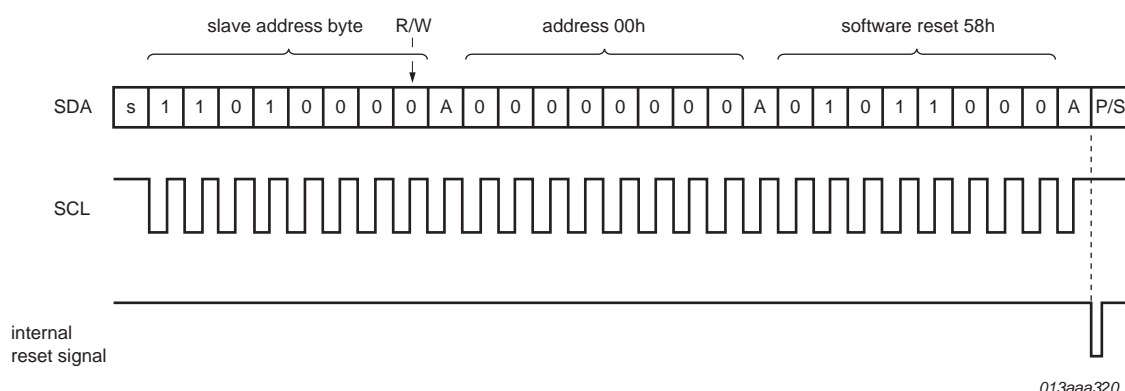 slave address byte R/W address 00h software reset 58h
SDA s 1 1 0 1 0 0 0 0 A 0 0 0 0 0 0 0 0 A 0 1 0 1 1 0 0 0 A P/S
SCL
internal
reset signal
013aaa320